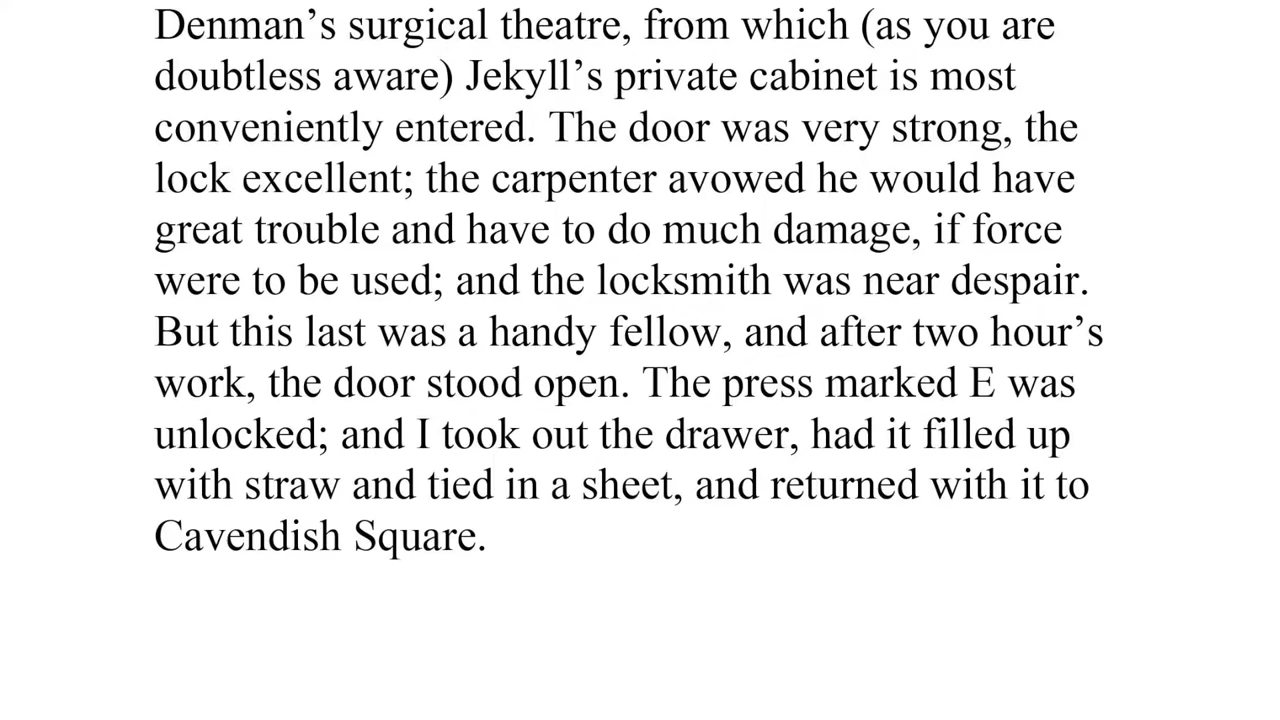 Denman’s surgical theatre, from which (as you are
doubtless aware) Jekyll’s private cabinet is most
conveniently entered. The door was very strong, the
lock excellent; the carpenter avowed he would have
great trouble and have to do much damage, if force
were to be used; and the locksmith was near despair.
But this last was a handy fellow, and after two hour’s
work, the door stood open. The press marked E was
unlocked; and I took out the drawer, had it filled up
with straw and tied in a sheet, and returned with it to
Cavendish Square.